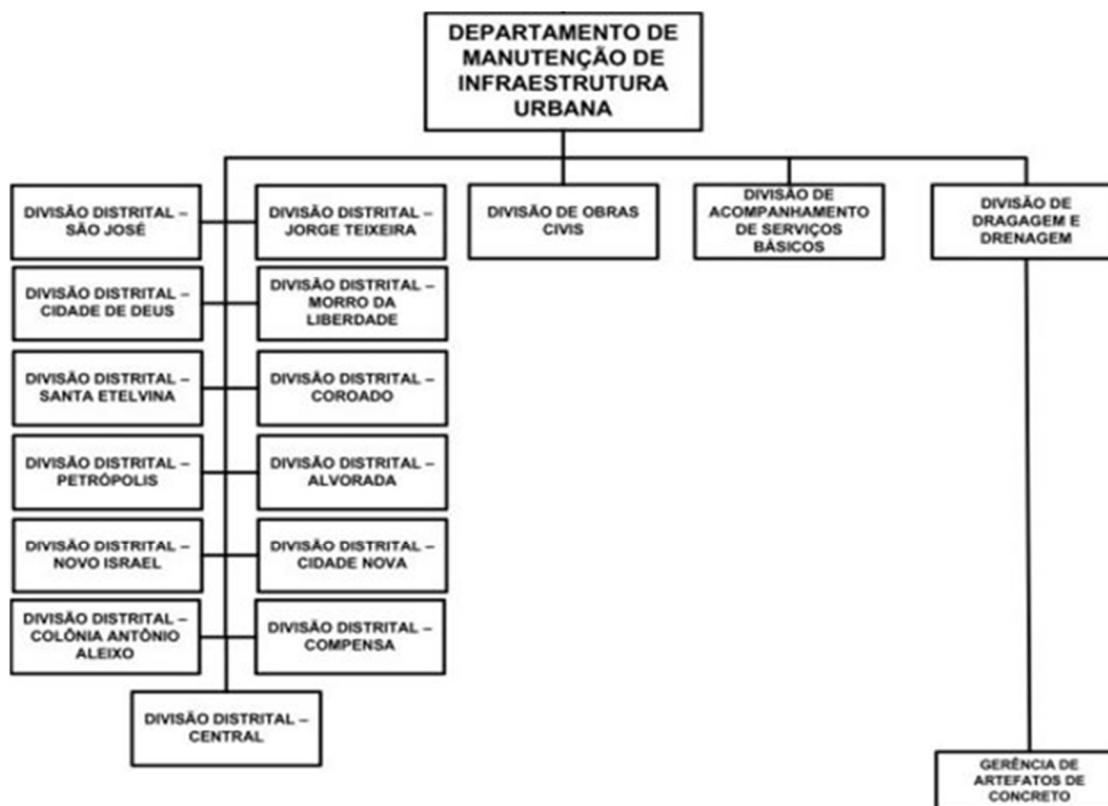 DEPARTAMENTO DE
MANUTENÇÃO DE
INFRAESTRUTURA
URBANA
DIVISÃO DISTRITAL –
SÃO JOSÉ
DIVISÃO DISTRITAL –
JORGE TEIXEIRA
DIVISÃO DE OBRAS
CIVIS
DIVISÃO DE
ACOMPANHAMENTO
DE SERVIÇOS
BÁSICOS
DIVISÃO DE
DRAGAGEM E
DRENAGEM
DIVISÃO DISTRITAL –
CIDADE DE DEUS
DIVISÃO DISTRITAL –
MORRO DA
LIBERDADE
DIVISÃO DISTRITAL –
SANTA ETELVINA
DIVISÃO DISTRITAL –
COROADO
DIVISÃO DISTRITAL –
PETRÓPOLIS
DIVISÃO DISTRITAL –
ALVORADA
DIVISÃO DISTRITAL –
NOVO ISRAEL
DIVISÃO DISTRITAL –
CIDADE NOVA
DIVISÃO DISTRITAL –
COLÔNIA ANTÔNIO
ALEIXO
DIVISÃO DISTRITAL –
COMPENSA
DIVISÃO DISTRITAL –
CENTRAL
GERÊNCIA DE
ARTEFATOS DE
CONCRETO